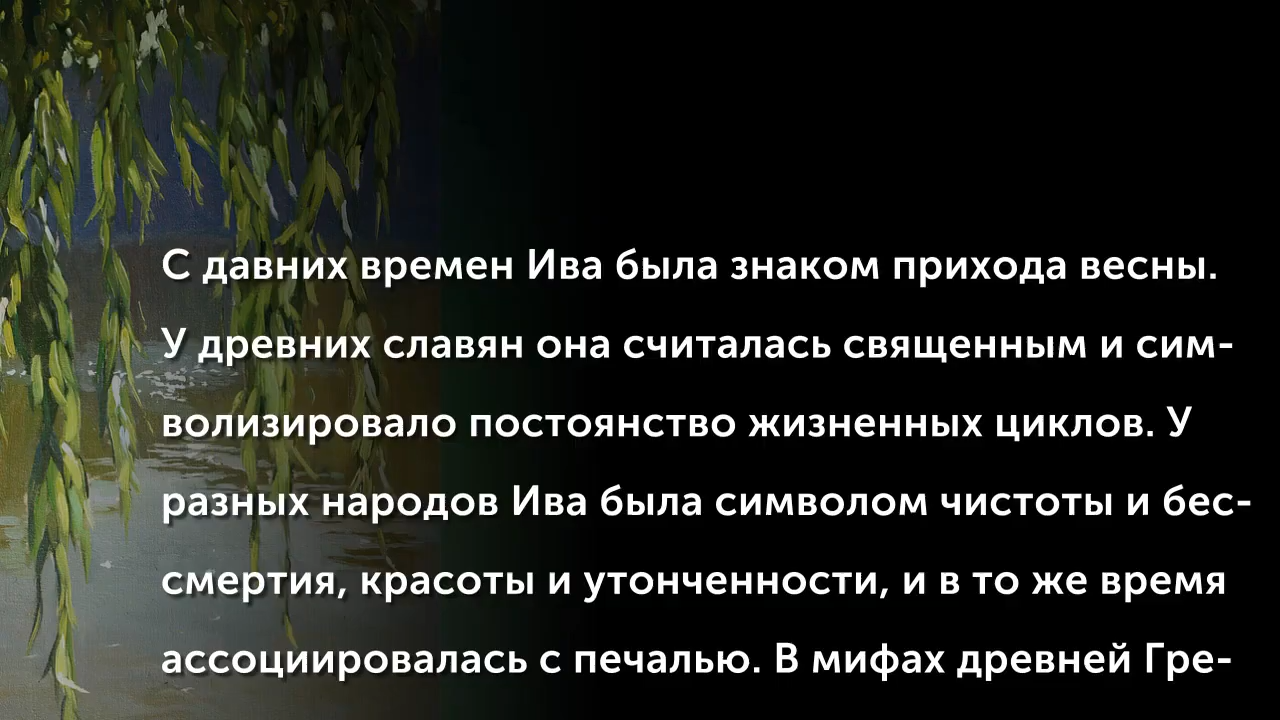 С давних времен Ива была знаком прихода весны.
У древних славян она считалась священным и сим-
волизировало постоянство жизненных циклов. У
разных народов Ива была символом чистоты и бес-
смертия, красоты и утонченности, и в то же время
ассоциировалась с печалью. В мифах древней Гре-